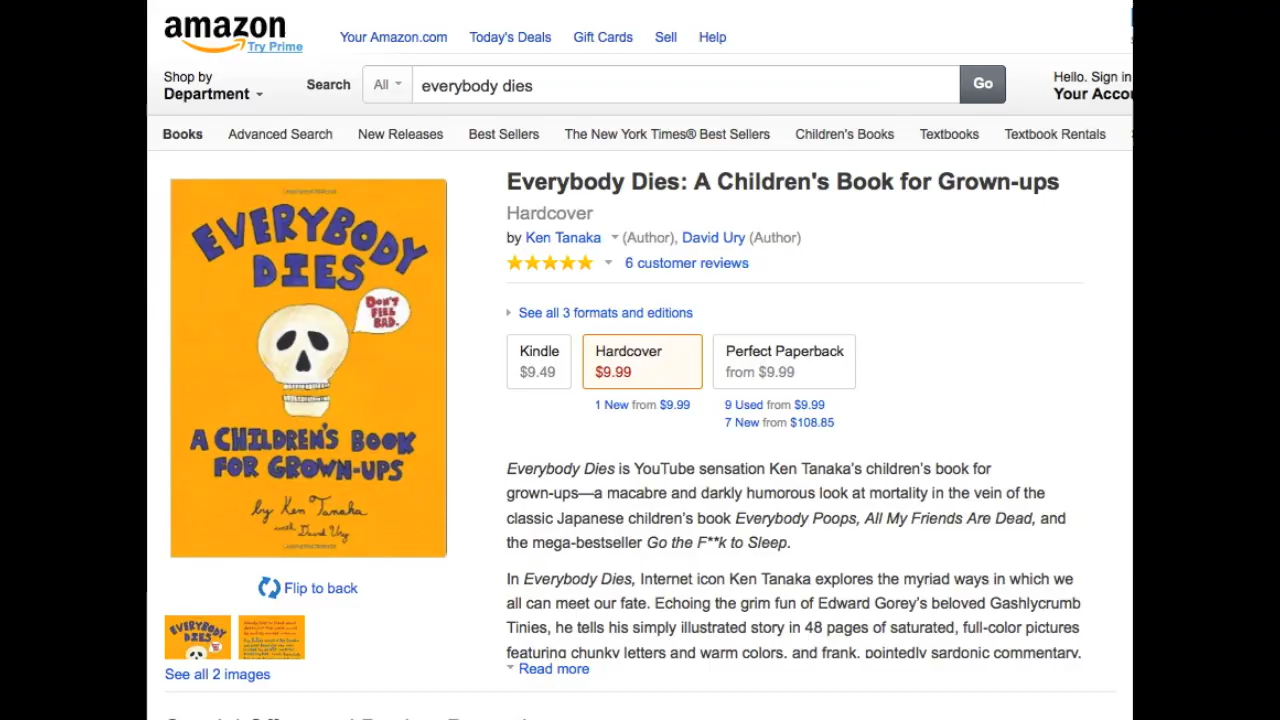 amazon
Try Prime
Your Amazon.com Today's Deals Gift Cards Sell Help
Shop by
Department
Search All everybody dies Go
Hello. Sign in
Your
Books Advanced Search New Releases Best Sellers The New York Times® Best Sellers Children's Books Textbooks Textbook Rentals
EVERYBODY
DIES
DON'T
FEEL
BAD.
A CHILDREN'S BOOK
FOR GROWN-UPS
by Ken Tanaka
with David Ury
Flip to back
EVERYBODY
DIES
See all 2 images
Everybody Dies: A Children's Book for Grown-ups
Hardcover
by Ken Tanaka (Author), David Ury (Author)
6 customer reviews
See all 3 formats and editions
Kindle
$9.49
Hardcover
$9.99
Perfect Paperback
from $9.99
1 New from $9.99
9 Used from $9.99
7 New from $108.85
Everybody Dies is YouTube sensation Ken Tanaka's children's book for
grown-ups—a macabre and darkly humorous look at mortality in the vein of the
classic Japanese children's book Everybody Poops, All My Friends Are Dead, and
the mega-bestseller Go the F**k to Sleep.
In Everybody Dies, Internet icon Ken Tanaka explores the myriad ways in which we
all can meet our fate. Echoing the grim fun of Edward Gorey's beloved Gashlycrumb
Tinies, he tells his simply illustrated story in 48 pages of saturated, full-color pictures
featuring chunky letters and warm colors, and frank, pointedly sardonic commentary.
Read more